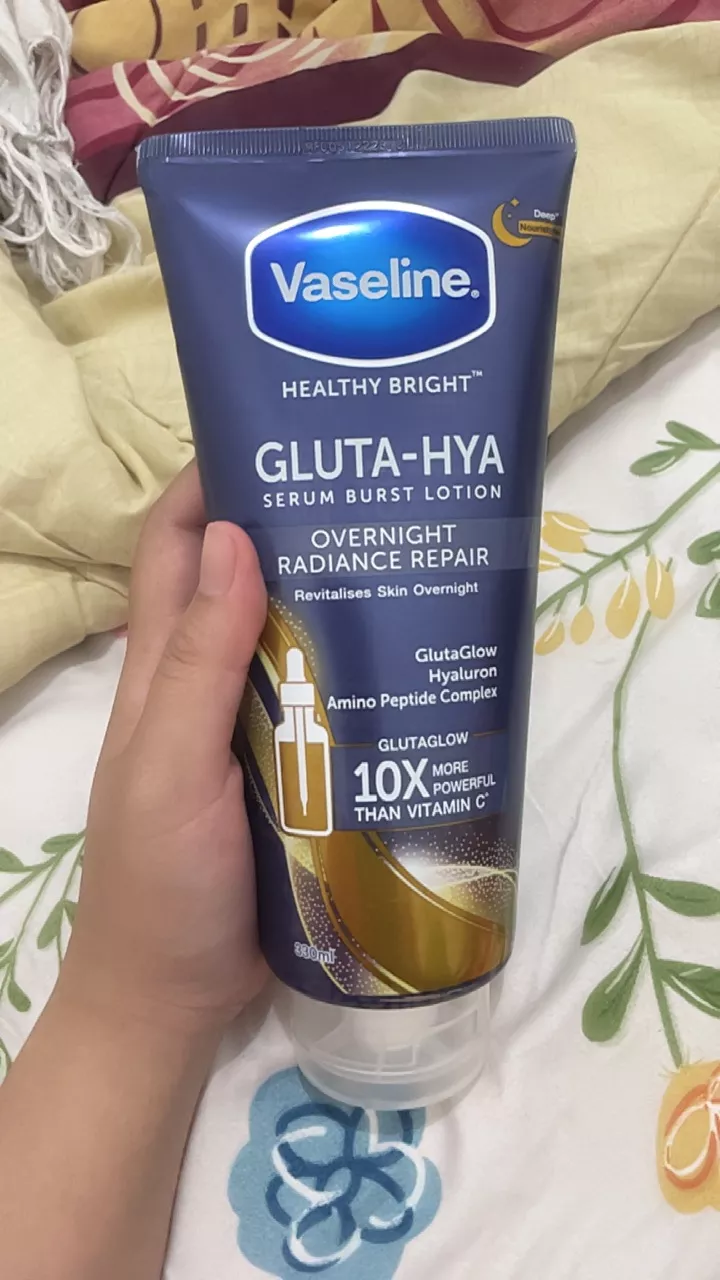 Deep
Vaseline®
HEALTHY BRIGHT™
GLUTA-HYA
SERUM BURST LOTION
OVERNIGHT
RADIANCE REPAIR
Revitalises Skin Overnight
GlutaGlow
Hyaluron
Amino Peptide Complex
GLUTAGLOW
10X MORE
POWERFUL
THAN VITAMIN C*
330ml